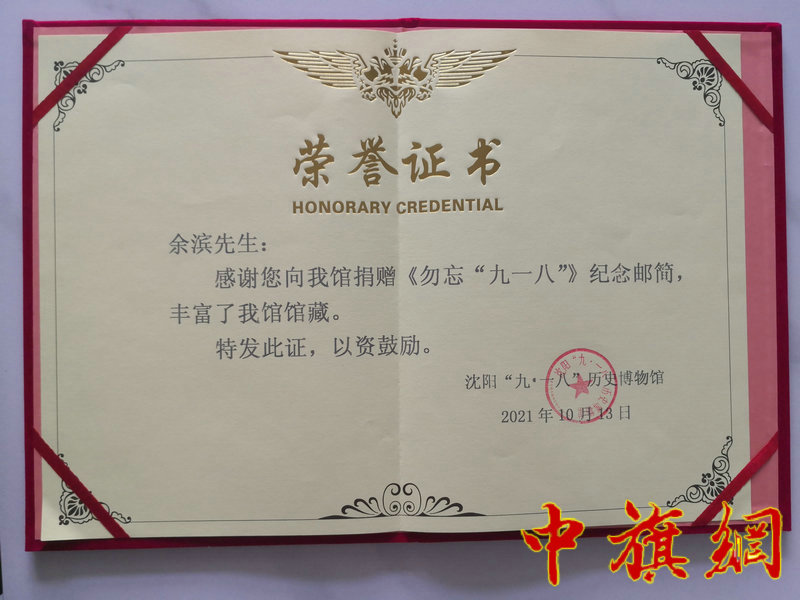 荣誉证书
HONORARY CREDENTIAL
余滨先生：
感谢您向我馆捐赠《勿忘“九一八”》纪念邮简，
丰富了我馆馆藏。
特发此证，以资鼓励。
沈阳“九·一八”历史博物馆
2021年10月13日
中旗網